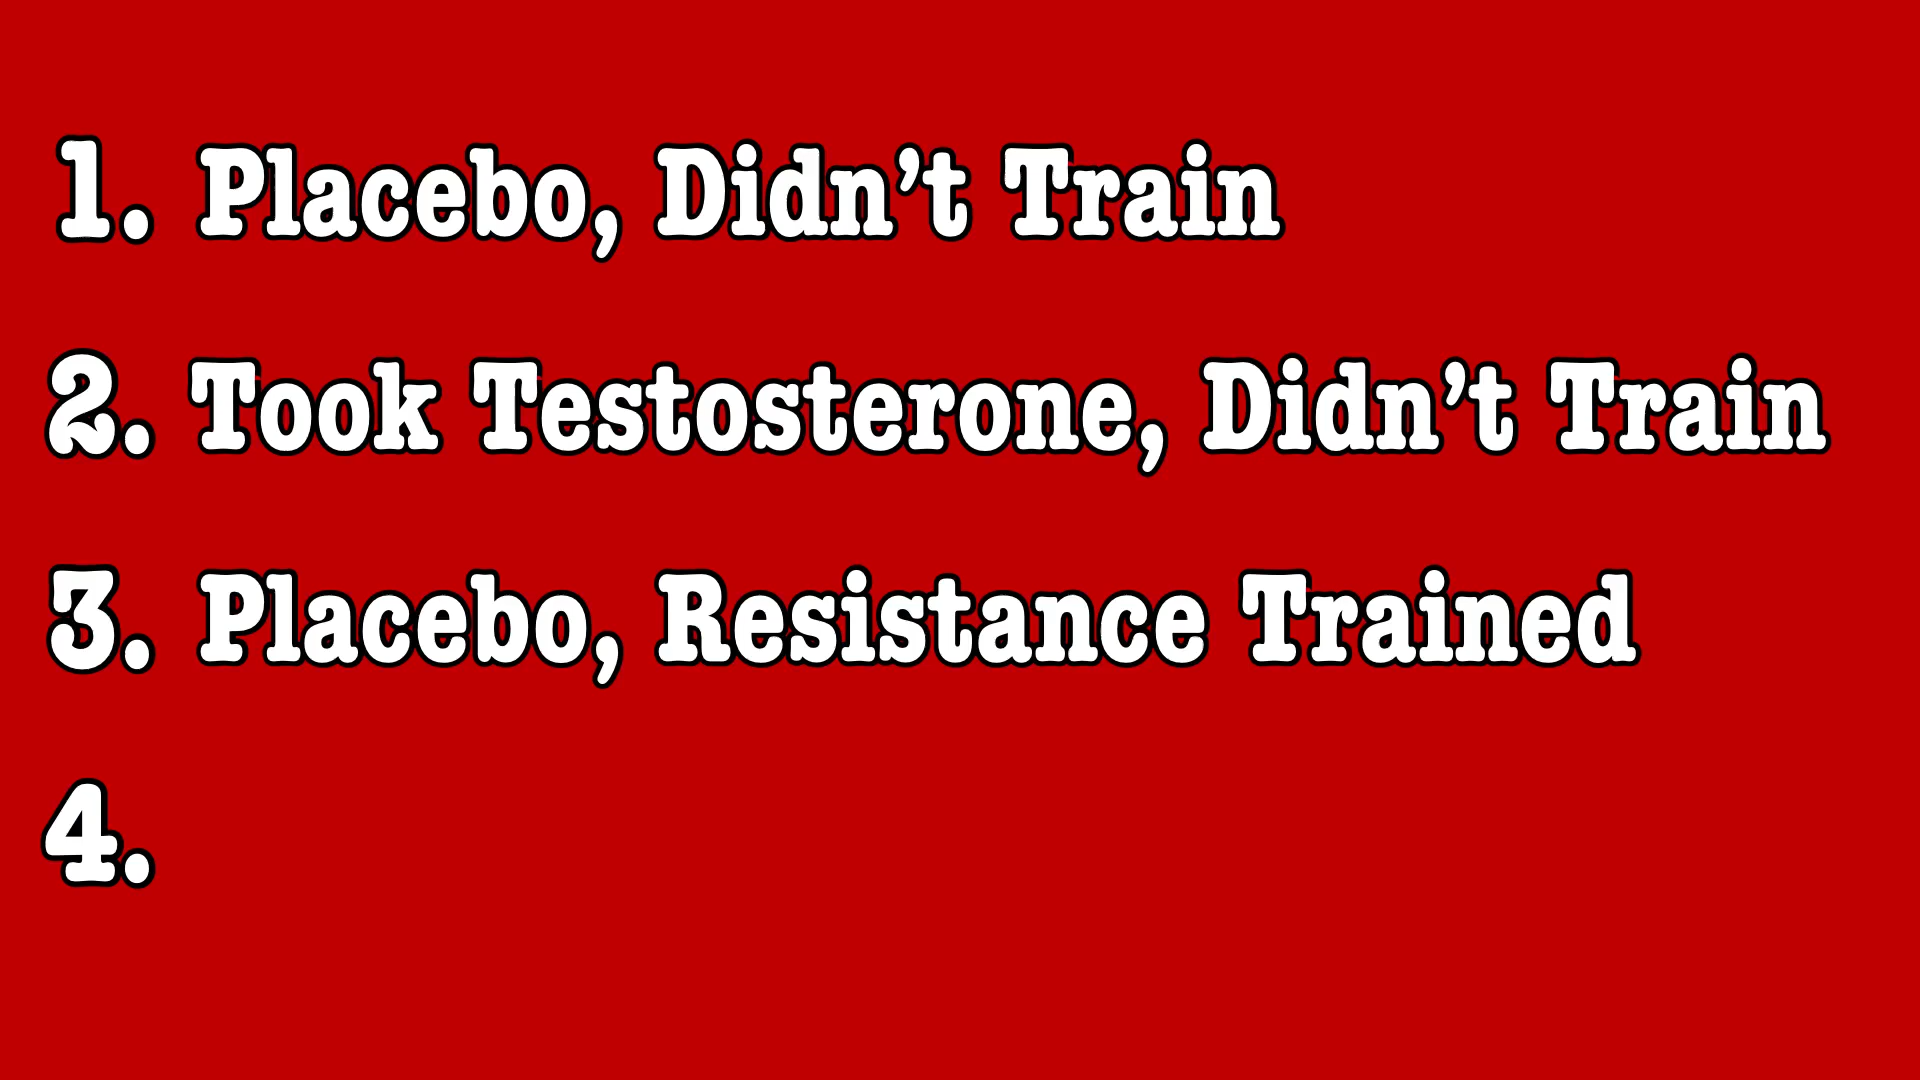 1. Placebo, Didn’t Train
2. Took Testosterone, Didn’t Train
3. Placebo, Resistance Trained
4.